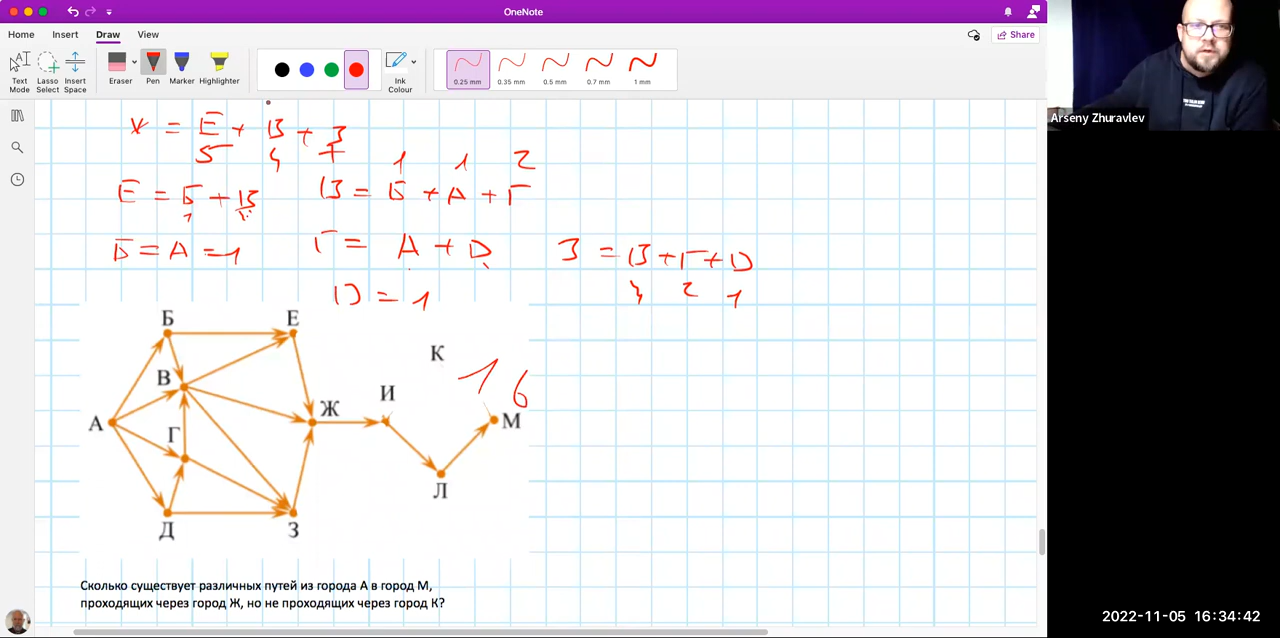 OneNote
Home Insert Draw View
Share
Text Mode
Lasso Select
Insert Space
Eraser
Pen
Marker
Highlighter
Ink Colour
0.25 mm
0.35 mm
0.5 mm
0.7 mm
1 mm
Arseny Zhuravlev
Ж = Е + В + З
5 4 7
1 1 2
Е = Б + В
В = Б + А + Г
Б = А = 1
Г = А + D
З = В + Г + D
4 2 1
D = 1
16
Б
Е
К
В
И
Ж
А
Г
М
Л
Д
З
Сколько существует различных путей из города А в город М,
проходящих через город Ж, но не проходящих через город К?
2022-11-05 16:34:42